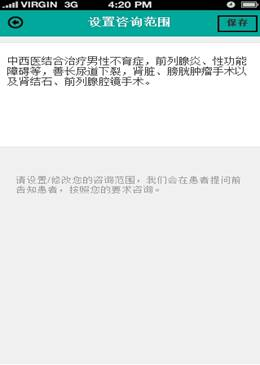 VIRGIN 3G 4:20 PM
设置咨询范围 保存
中西医结合治疗男性不育症，前列腺炎、性功能
障碍等，善长尿道下裂，肾脏、膀胱肿瘤手术以
及肾结石、前列腺腔镜手术。
请设置/修改您的咨询范围，我们会在患者提问前
告知患者，按照您的要求咨询。